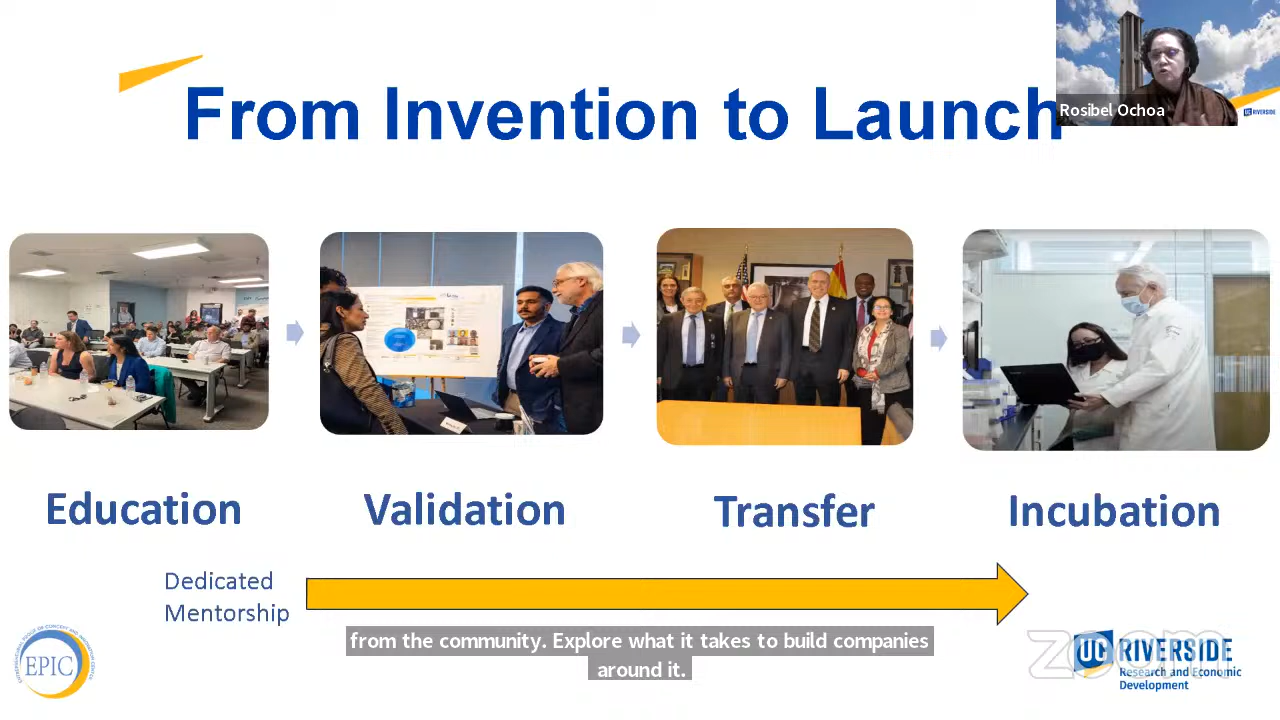 From Invention to Launch
Rosibel Ochoa
UC RIVERSIDE
Education
Validation
Transfer
Incubation
Dedicated
Mentorship
from the community. Explore what it takes to build companies
around it.
EPIC
zoom
UC RIVERSIDE
Research and Economic
Development